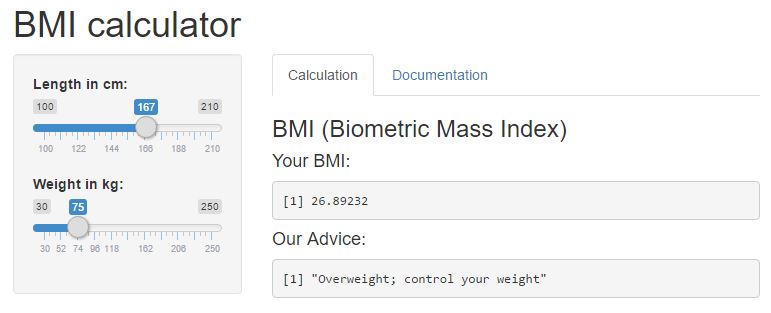 BMI calculator
Length in cm:
100 167 210
100 122 144 166 188 210
Weight in kg:
30 75 250
30 52 74 96 118 162 206 250
Calculation Documentation
BMI (Biometric Mass Index)
Your BMI:
[1] 26.89232
Our Advice:
[1] "Overweight; control your weight"